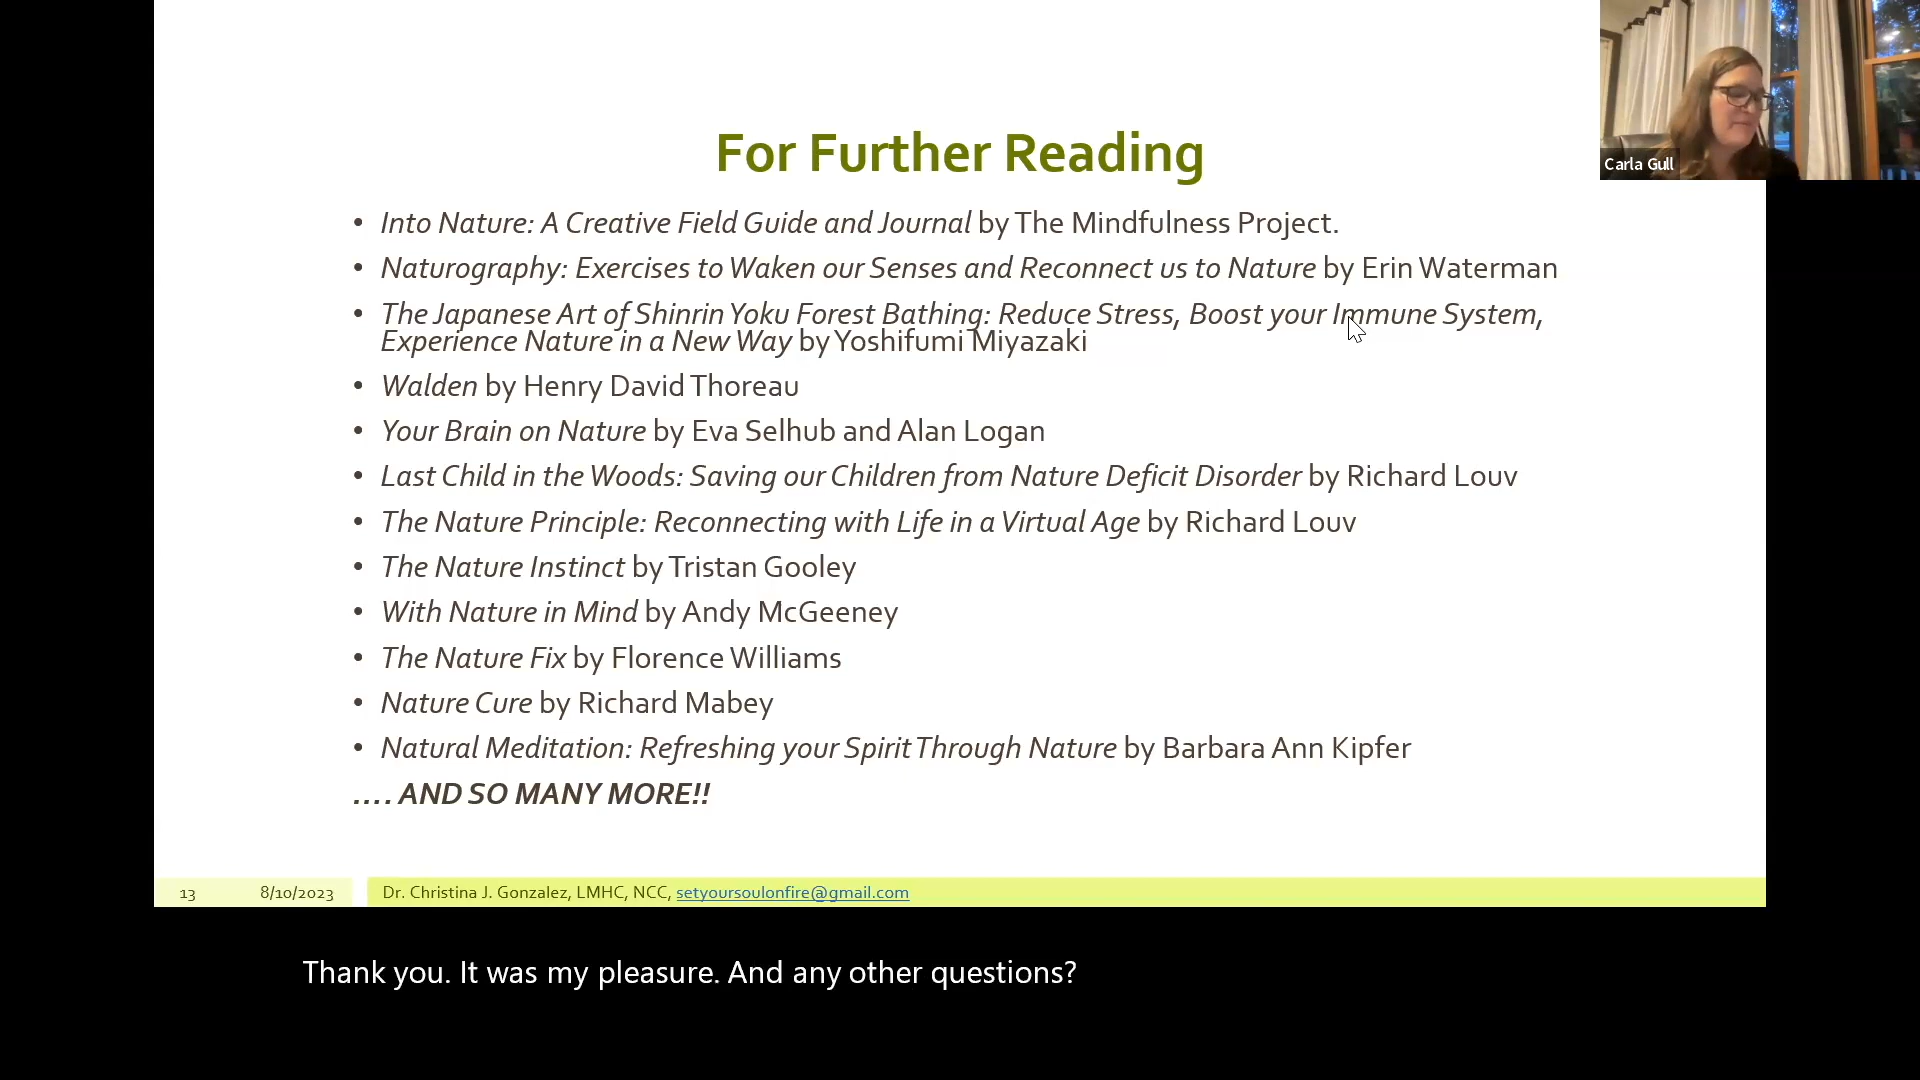 For Further Reading
Carla Gull
• Into Nature: A Creative Field Guide and Journal by The Mindfulness Project.
• Naturography: Exercises to Waken our Senses and Reconnect us to Nature by Erin Waterman
• The Japanese Art of Shinrin Yoku Forest Bathing: Reduce Stress, Boost your Immune System,
Experience Nature in a New Way by Yoshifumi Miyazaki
• Walden by Henry David Thoreau
• Your Brain on Nature by Eva Selhub and Alan Logan
• Last Child in the Woods: Saving our Children from Nature Deficit Disorder by Richard Louv
• The Nature Principle: Reconnecting with Life in a Virtual Age by Richard Louv
• The Nature Instinct by Tristan Gooley
• With Nature in Mind by Andy McGeeney
• The Nature Fix by Florence Williams
• Nature Cure by Richard Mabey
• Natural Meditation: Refreshing your Spirit Through Nature by Barbara Ann Kipfer
.... AND SO MANY MORE!!
13 8/10/2023 Dr. Christina J. Gonzalez, LMHC, NCC, setyoursoulonfire@gmail.com
Thank you. It was my pleasure. And any other questions?